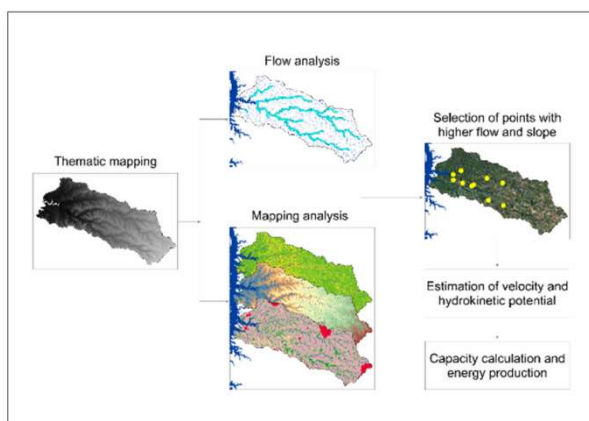 Flow analysis
Thematic mapping
Mapping analysis
Selection of points with
higher flow and slope
Estimation of velocity and
hydrokinetic potential
Capacity calculation and
energy production